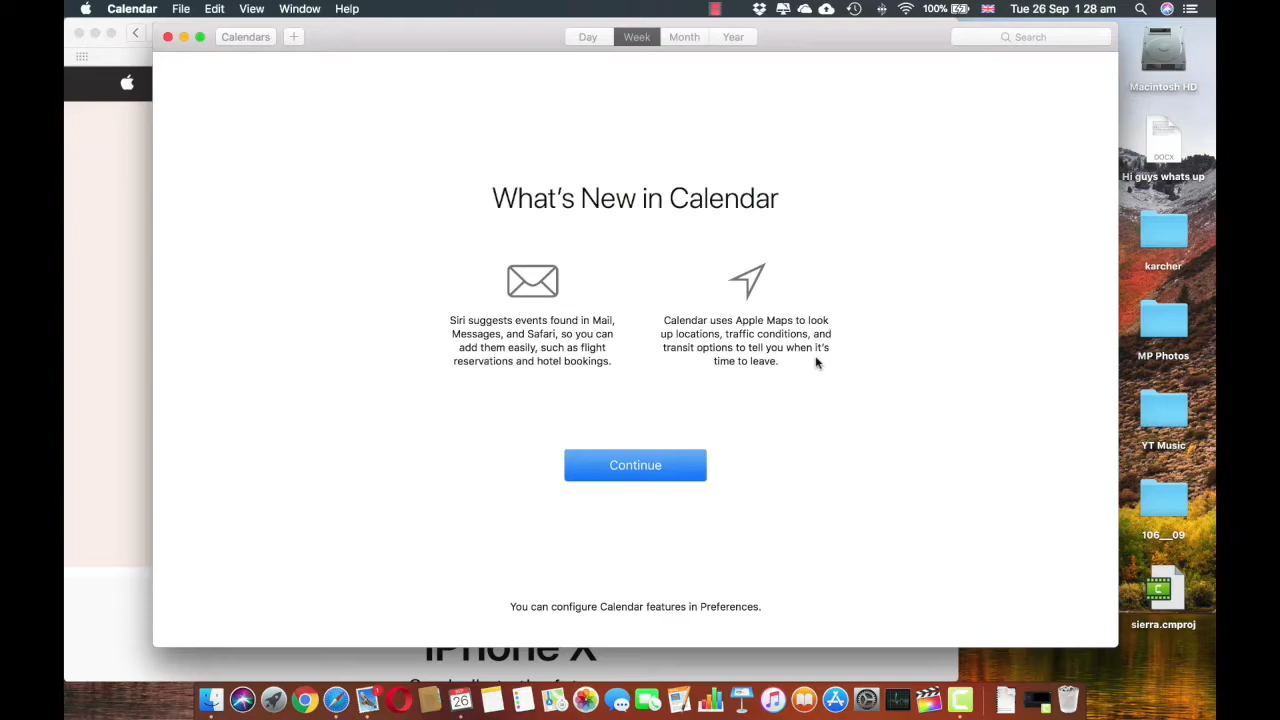 Calendar File Edit View Window Help
100% Tue 26 Sep 1:28 am
Calendars + Day Week Month Year Search
Macintosh HD
DOCX
Hi guys whats up
What's New in Calendar
karcher
Siri suggests events found in Mail,
Messages, and Safari, so you can
add them easily, such as flight
reservations and hotel bookings.
Calendar uses Apple Maps to look
up locations, traffic conditions, and
transit options to tell you when it's
time to leave.
MP Photos
YT Music
Continue
106__09
You can configure Calendar features in Preferences.
C
sierra.cmproj
iPhone X
26